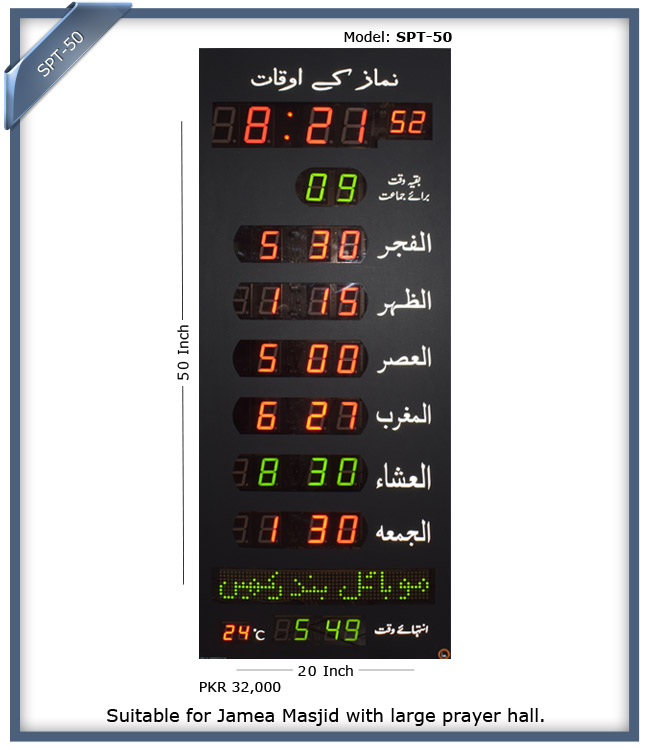 SPT-50
Model: SPT-50
نماز کے اوقات
8:21 52
09 بقیہ وقت
برائے جماعت
5 30 الفجر
1 15 الظہر
5 00 العصر
6 27 المغرب
8 30 العشاء
1 30 الجمعہ
موبائل بند رکھیں
24°C 5 49 انتہائے وقت
50 Inch
20 Inch
PKR 32,000
Suitable for Jamea Masjid with large prayer hall.